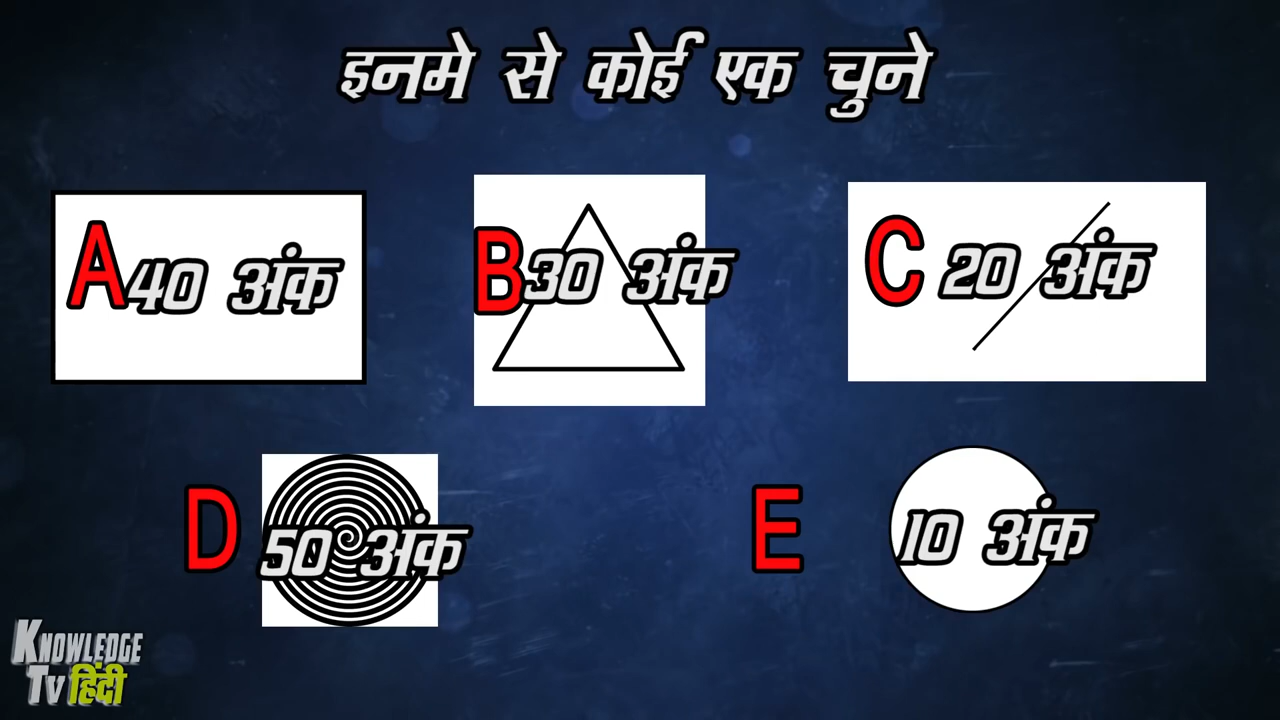 इनमे से कोई एक चुने
A 40 अंक
B 30 अंक
C 20 अंक
D 50 अंक
E 10 अंक
KNOWLEDGE
TV हिंदी